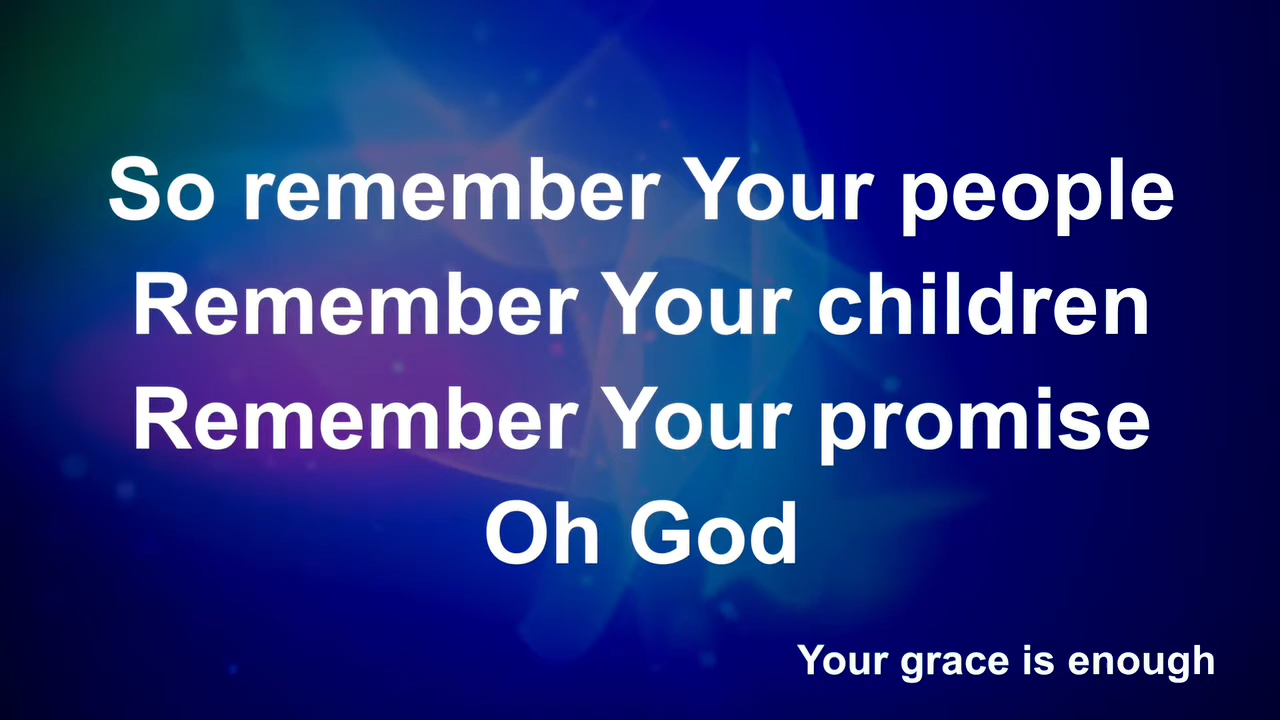 So remember Your people
Remember Your children
Remember Your promise
Oh God
Your grace is enough